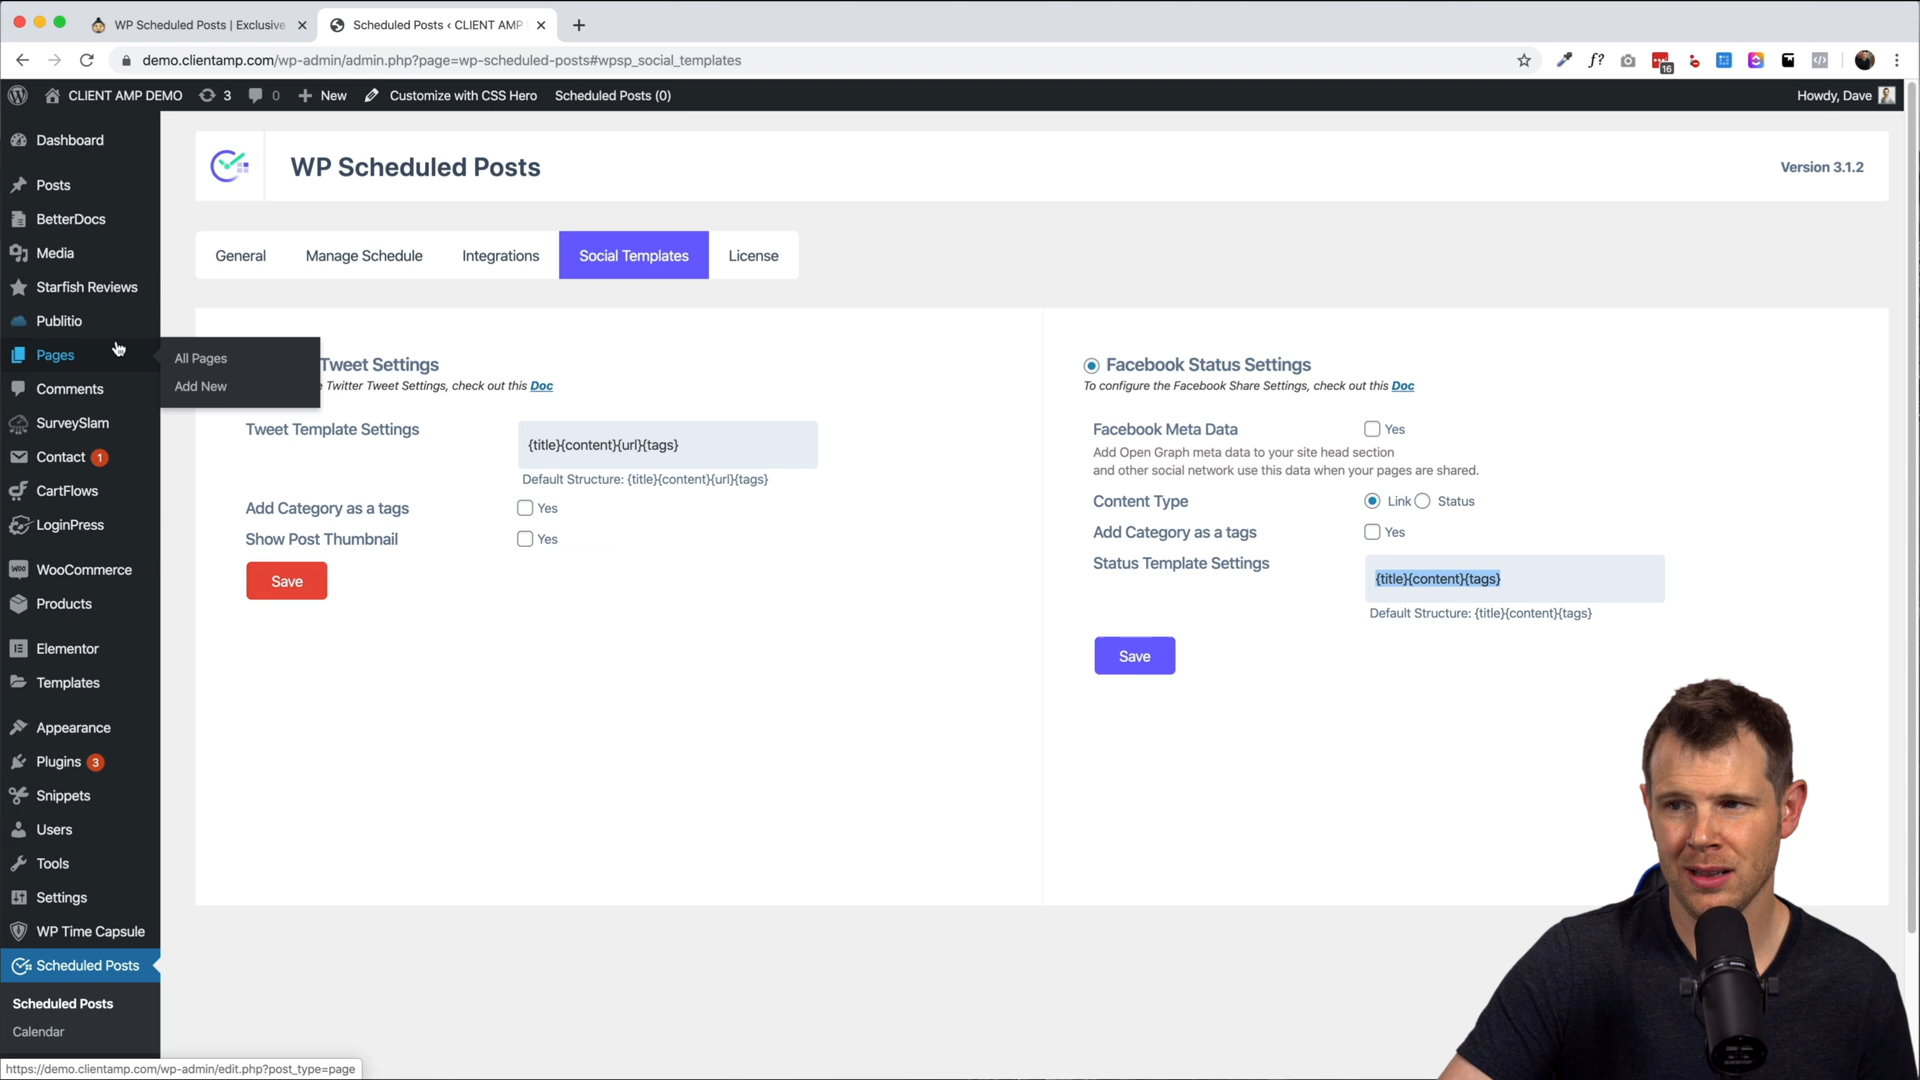 WP Scheduled Posts | Exclusive
Scheduled Posts ‹ CLIENT AMP
demo.clientamp.com/wp-admin/admin.php?page=wp-scheduled-posts#wpsp_social_templates
f?
16
CLIENT AMP DEMO
3
0
New
Customize with CSS Hero
Scheduled Posts (0)
Howdy, Dave
Dashboard
Posts
BetterDocs
Media
Starfish Reviews
Publitio
Pages
Comments
SurveySlam
Contact 1
CartFlows
LoginPress
WooCommerce
Products
Elementor
Templates
Appearance
Plugins 3
Snippets
Users
Tools
Settings
WP Time Capsule
Scheduled Posts
Scheduled Posts
Calendar
All Pages
Add New
WP Scheduled Posts
Version 3.1.2
General
Manage Schedule
Integrations
Social Templates
License
Tweet Settings
Twitter Tweet Settings, check out this Doc
Tweet Template Settings
{title}{content}{url}{tags}
Default Structure: {title}{content}{url}{tags}
Add Category as a tags
Yes
Show Post Thumbnail
Yes
Save
Facebook Status Settings
To configure the Facebook Share Settings, check out this Doc
Facebook Meta Data
Yes
Add Open Graph meta data to your site head section
and other social network use this data when your pages are shared.
Content Type
Link
Status
Add Category as a tags
Yes
Status Template Settings
{title}{content}{tags}
Default Structure: {title}{content}{tags}
Save
https://demo.clientamp.com/wp-admin/edit.php?post_type=page